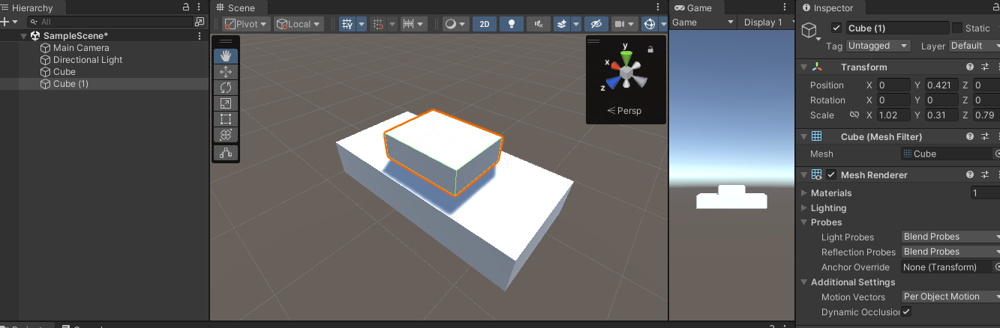 Hierarchy
All
SampleScene*
Main Camera
Directional Light
Cube
Cube (1)
Scene
Pivot
Local
2D
y
x
z
Persp
Game
Game
Display 1
Inspector
Cube (1)
Static
Tag Untagged Layer Default
Transform
Position X 0 Y 0.421 Z 0
Rotation X 0 Y 0 Z 0
Scale X 1.02 Y 0.31 Z 0.79
Cube (Mesh Filter)
Mesh Cube
Mesh Renderer
Materials 1
Lighting
Probes
Light Probes Blend Probes
Reflection Probes Blend Probes
Anchor Override None (Transform)
Additional Settings
Motion Vectors Per Object Motion
Dynamic Occlusion